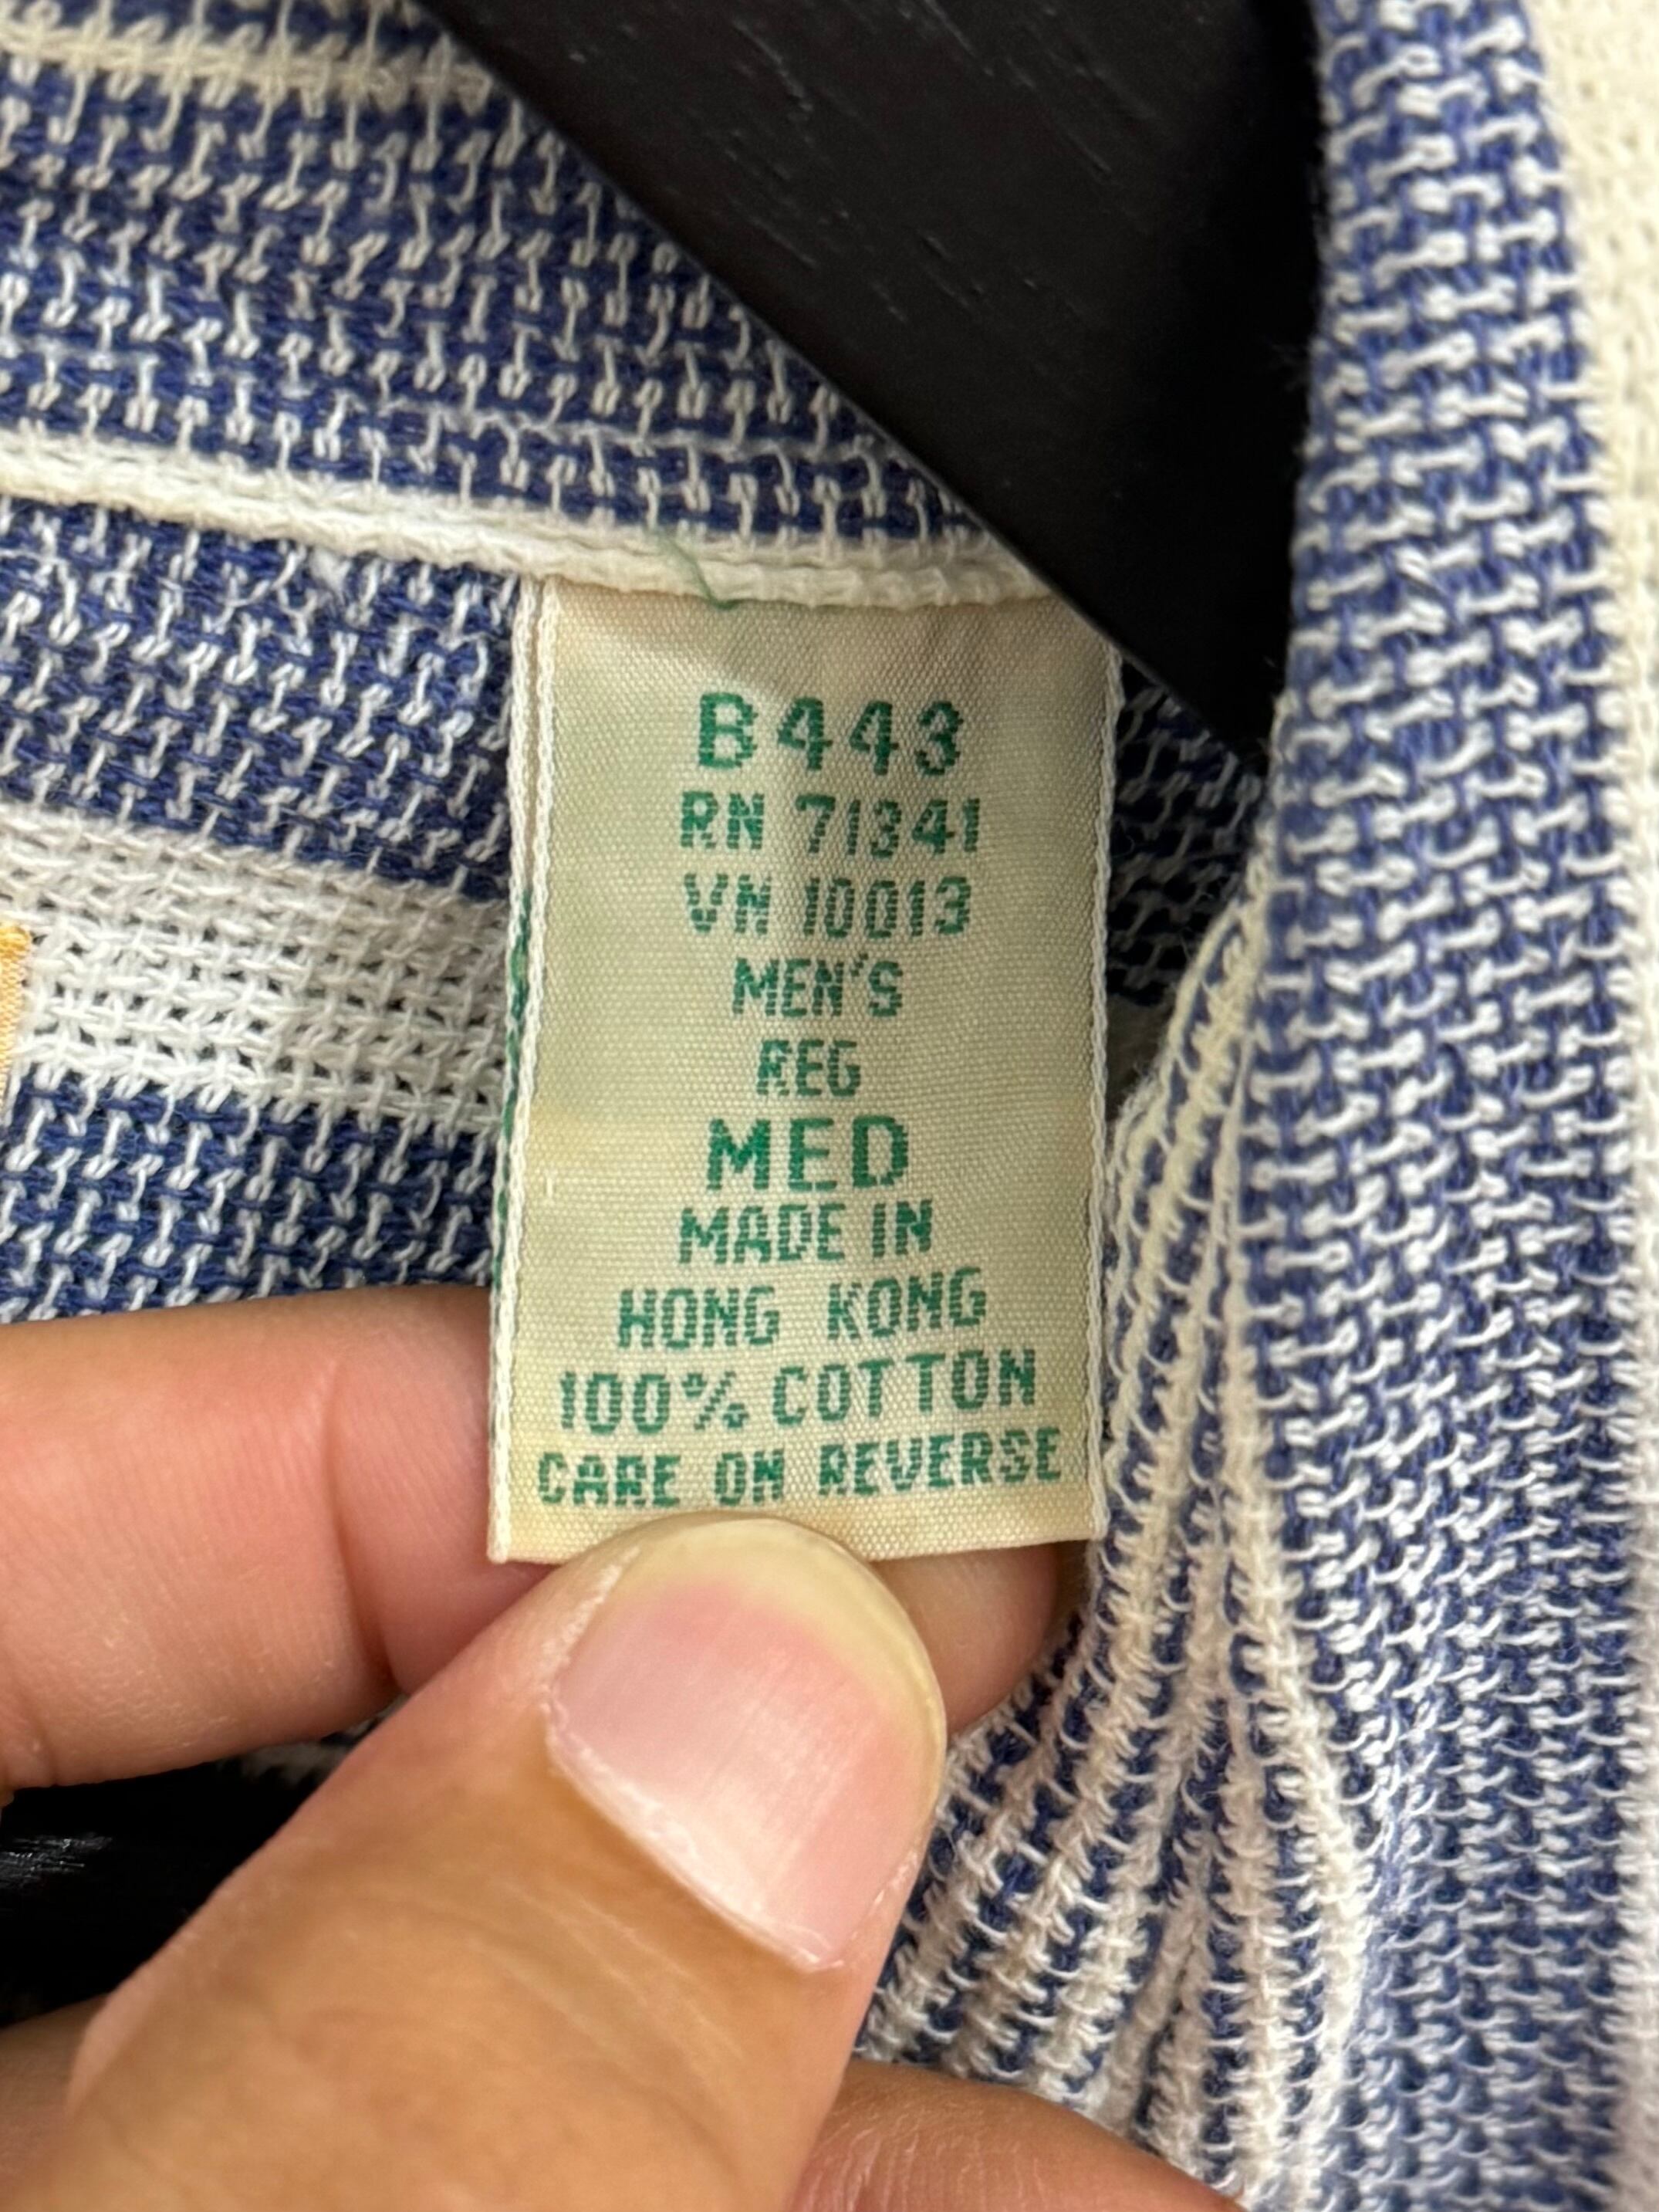 B443
RN 71341
VN 10013
MEN'S
REG
MED
MADE IN
HONG KONG
100% COTTON
CARE ON REVERSE